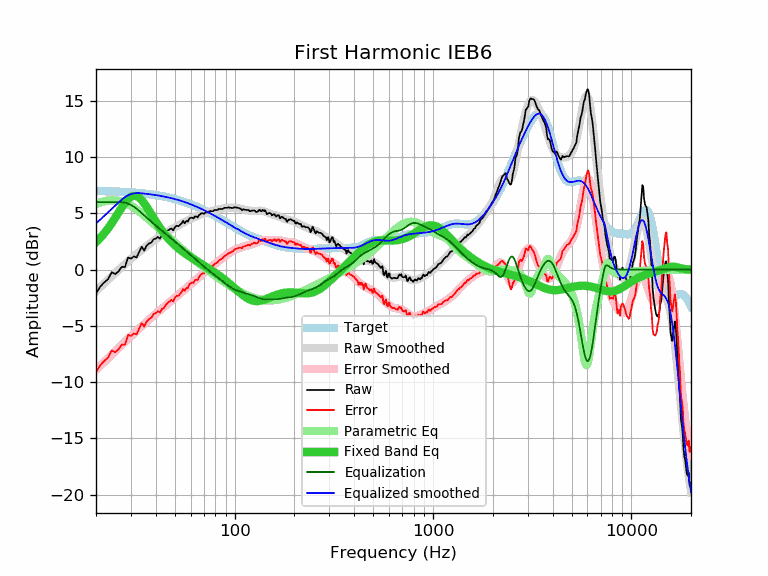 First Harmonic IEB6
15
10
5
0
−5
−10
−15
−20
Amplitude (dBr)
Target
Raw Smoothed
Error Smoothed
Raw
Error
Parametric Eq
Fixed Band Eq
Equalization
Equalized smoothed
100
1000
10000
Frequency (Hz)